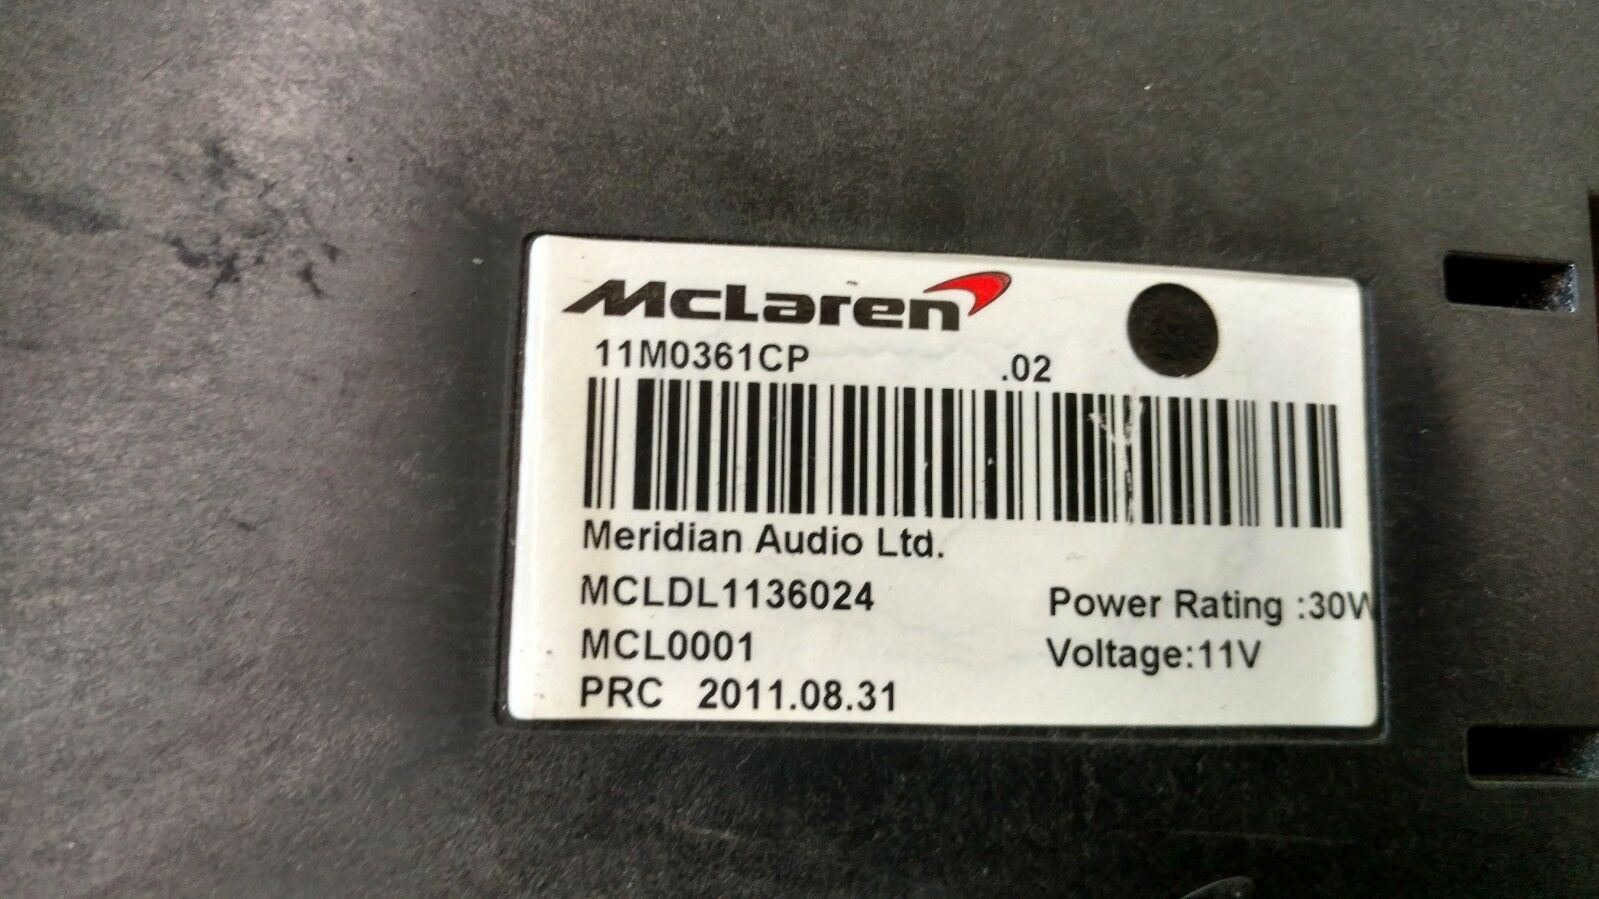 McLaren
11M0361CP .02
Meridian Audio Ltd.
MCLDL1136024
Power Rating :30W
MCL0001
Voltage:11V
PRC 2011.08.31